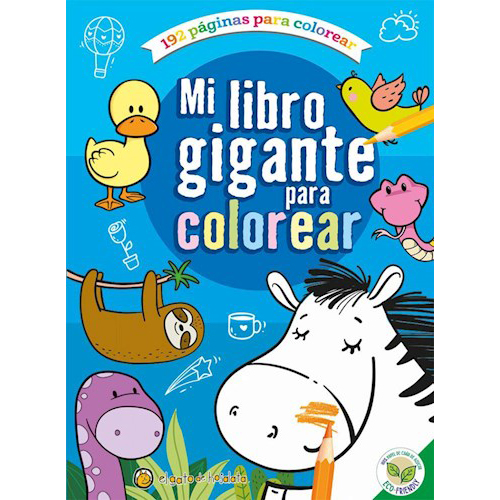 192 páginas para colorear
Mi libro
gigante
para
colorear
el gato de hojalata
ECO-FRIENDLY